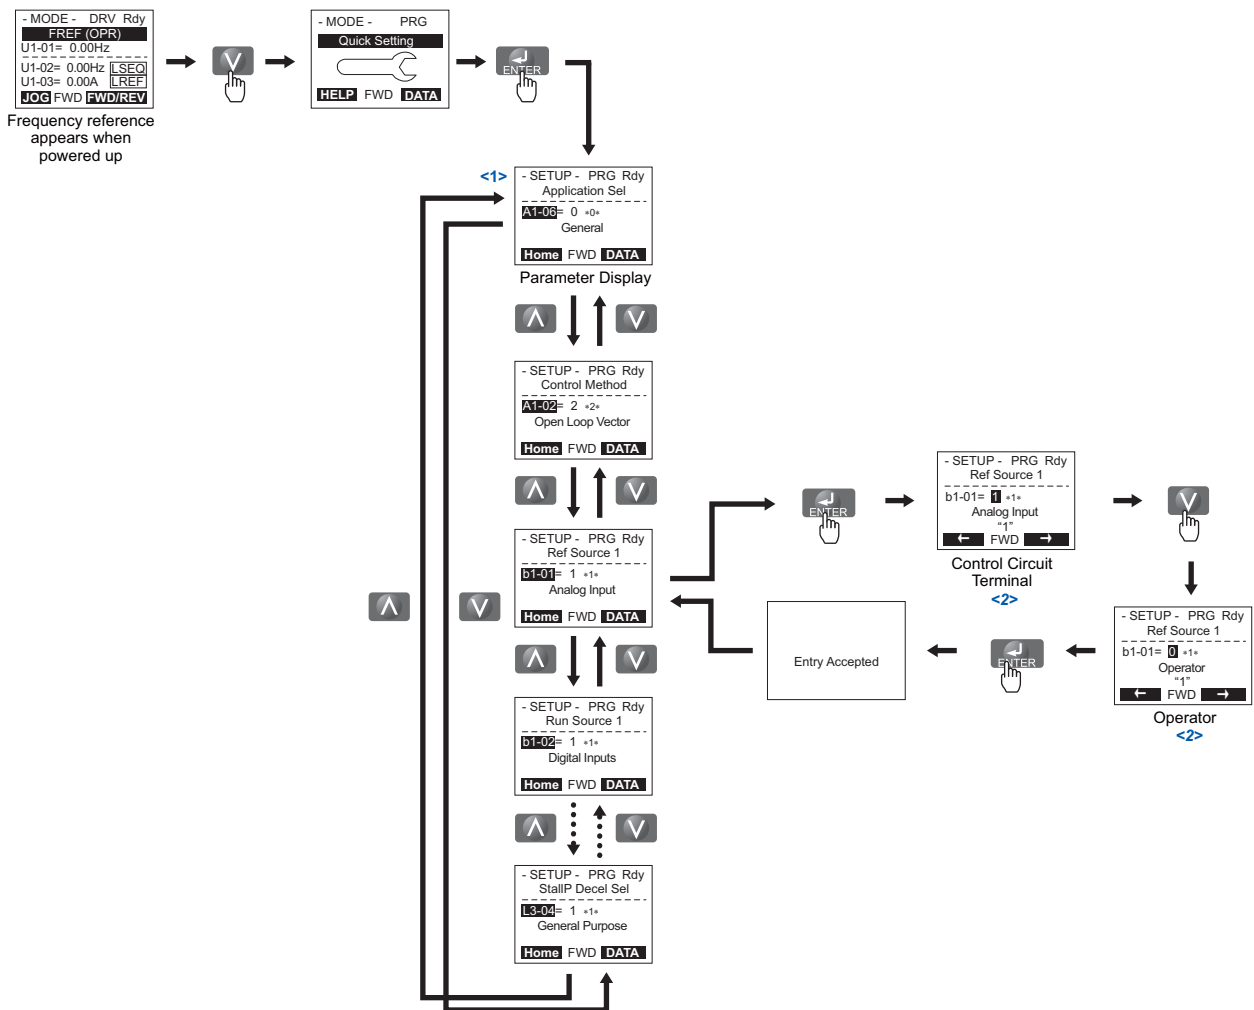 - MODE -   DRV Rdy
FREF (OPR)
U1-01=  0.00Hz
U1-02=  0.00Hz LSEQ
U1-03=  0.00A LREF
JOG FWD FWD/REV
Frequency reference
appears when
powered up
- MODE -   PRG
Quick Setting
HELP FWD DATA
ENTER
<1>
- SETUP -  PRG Rdy
Application Sel
A1-06= 0 *0*
General
Home FWD DATA
Parameter Display
- SETUP -  PRG Rdy
Control Method
A1-02= 2 *2*
Open Loop Vector
Home FWD DATA
- SETUP -  PRG Rdy
Ref Source 1
b1-01= 1 *1*
Analog Input
Home FWD DATA
- SETUP -  PRG Rdy
Run Source 1
b1-02= 1 *1*
Digital Inputs
Home FWD DATA
- SETUP -  PRG Rdy
StallP Decel Sel
L3-04= 1 *1*
General Purpose
Home FWD DATA
ENTER
- SETUP -  PRG Rdy
Ref Source 1
b1-01= 1 *1*
Analog Input
“1”
← FWD →
Control Circuit
Terminal
<2>
- SETUP -  PRG Rdy
Ref Source 1
b1-01= 0 *1*
Operator
“1”
← FWD →
Operator
<2>
ENTER
Entry Accepted